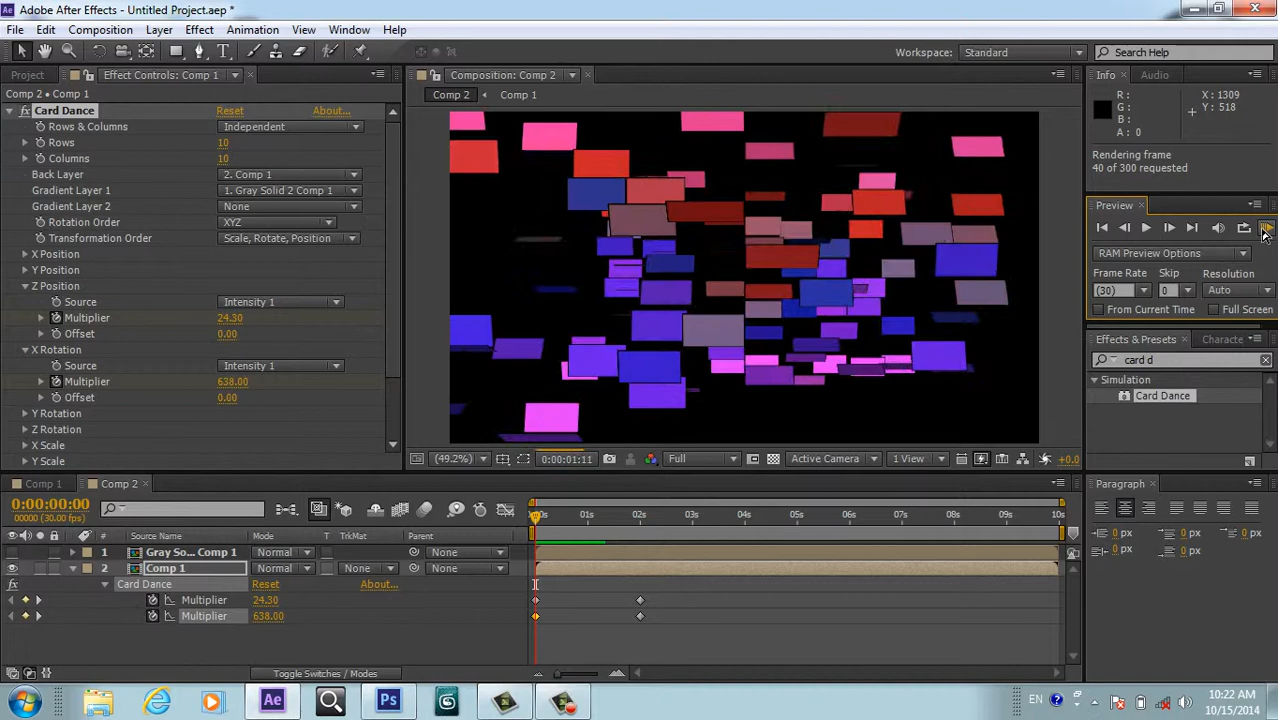 Adobe After Effects - Untitled Project.aep *
File Edit Composition Layer Effect Animation View Window Help
Workspace: Standard Search Help
Project Effect Controls: Comp 1
Comp 2 • Comp 1
fx Card Dance Reset About...
Rows & Columns Independent
Rows 10
Columns 10
Back Layer 2. Comp 1
Gradient Layer 1 1. Gray Solid 2 Comp 1
Gradient Layer 2 None
Rotation Order XYZ
Transformation Order Scale, Rotate, Position
X Position
Y Position
Z Position
Source Intensity 1
Multiplier 24.30
Offset 0.00
X Rotation
Source Intensity 1
Multiplier 638.00
Offset 0.00
Y Rotation
Z Rotation
X Scale
Y Scale
Composition: Comp 2
Comp 2 Comp 1
(49.2%) 0:00:01:11 Full Active Camera 1 View +0.0
Info Audio
R: X: 1309
G: Y: 518
B:
A: 0
Rendering frame
40 of 300 requested
Preview
RAM Preview Options
Frame Rate Skip Resolution
(30) 0 Auto
From Current Time Full Screen
Effects & Presets Characte
card d
Simulation
Card Dance
Paragraph
0 px 0 px 0 px
0 px 0 px
Comp 1 Comp 2
0:00:00:00
00000 (30.00 fps)
0s 01s 02s 03s 04s 05s 06s 07s 08s 09s 10s
# Source Name Mode T TrkMat Parent
1 Gray So... Comp 1 Normal None
2 Comp 1 Normal None None
fx Card Dance Reset About...
Multiplier 24.30
Multiplier 638.00
Toggle Switches / Modes
Ae Ps
EN
10:22 AM
10/15/2014